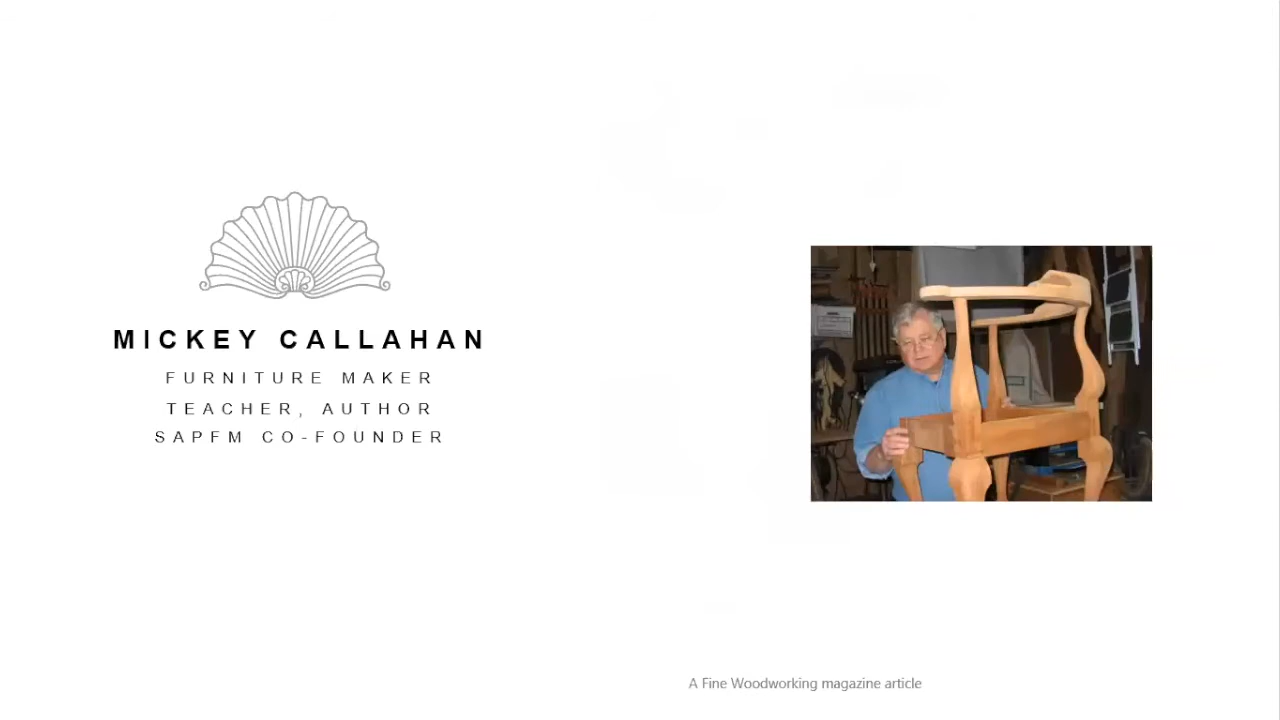 MICKEY CALLAHAN
FURNITURE MAKER
TEACHER, AUTHOR
SAPFM CO-FOUNDER
A Fine Woodworking magazine article